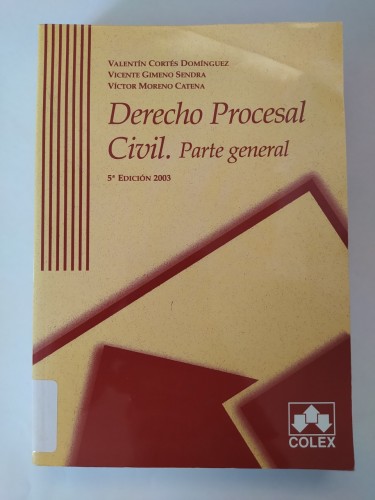 VALENTÍN CORTÉS DOMÍNGUEZ
VICENTE GIMENO SENDRA
VÍCTOR MORENO CATENA
Derecho Procesal
Civil. Parte general
5ª EDICIÓN 2003
COLEX